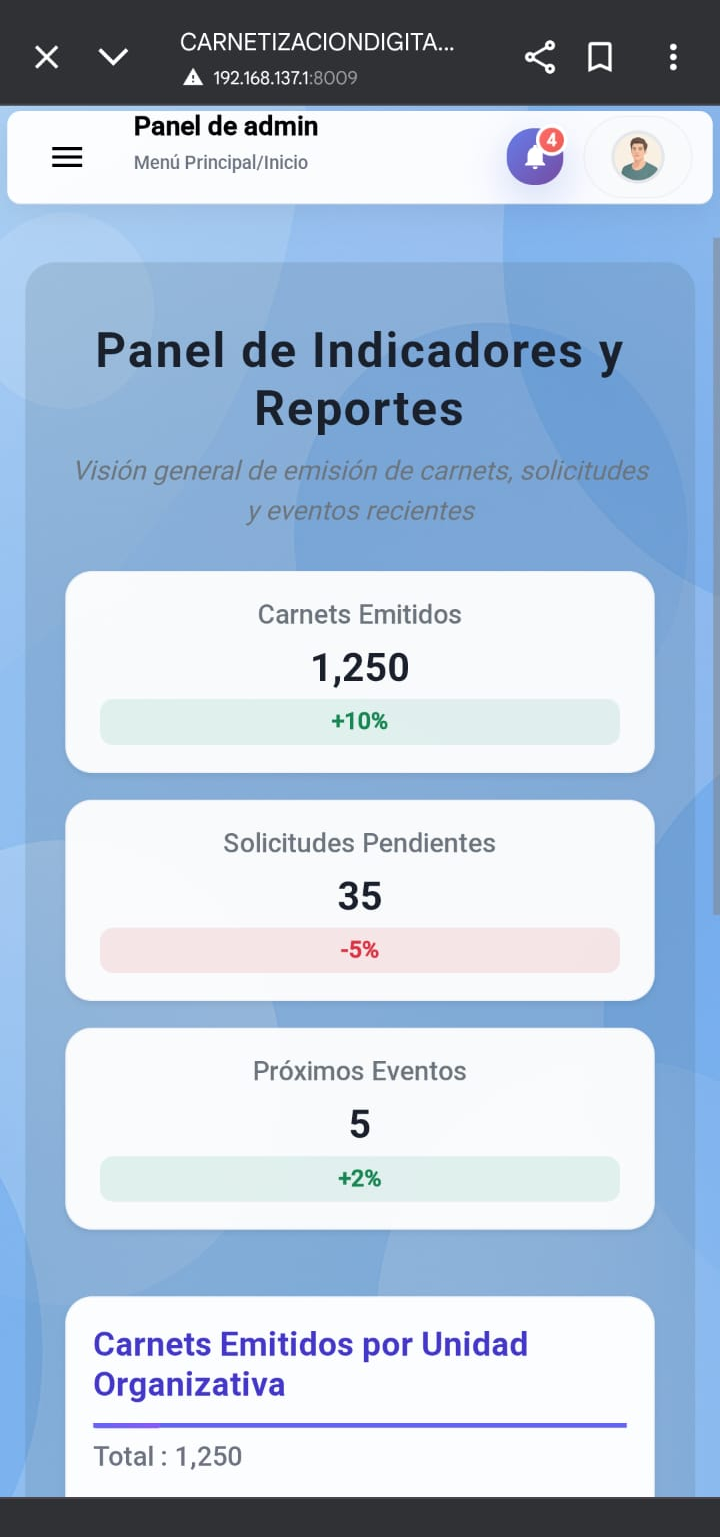 CARNETIZACIONDIGITA...
192.168.137.1:8009
Panel de admin
Menú Principal/Inicio
4
Panel de Indicadores y
Reportes
Visión general de emisión de carnets, solicitudes
y eventos recientes
Carnets Emitidos
1,250
+10%
Solicitudes Pendientes
35
-5%
Próximos Eventos
5
+2%
Carnets Emitidos por Unidad
Organizativa
Total : 1,250